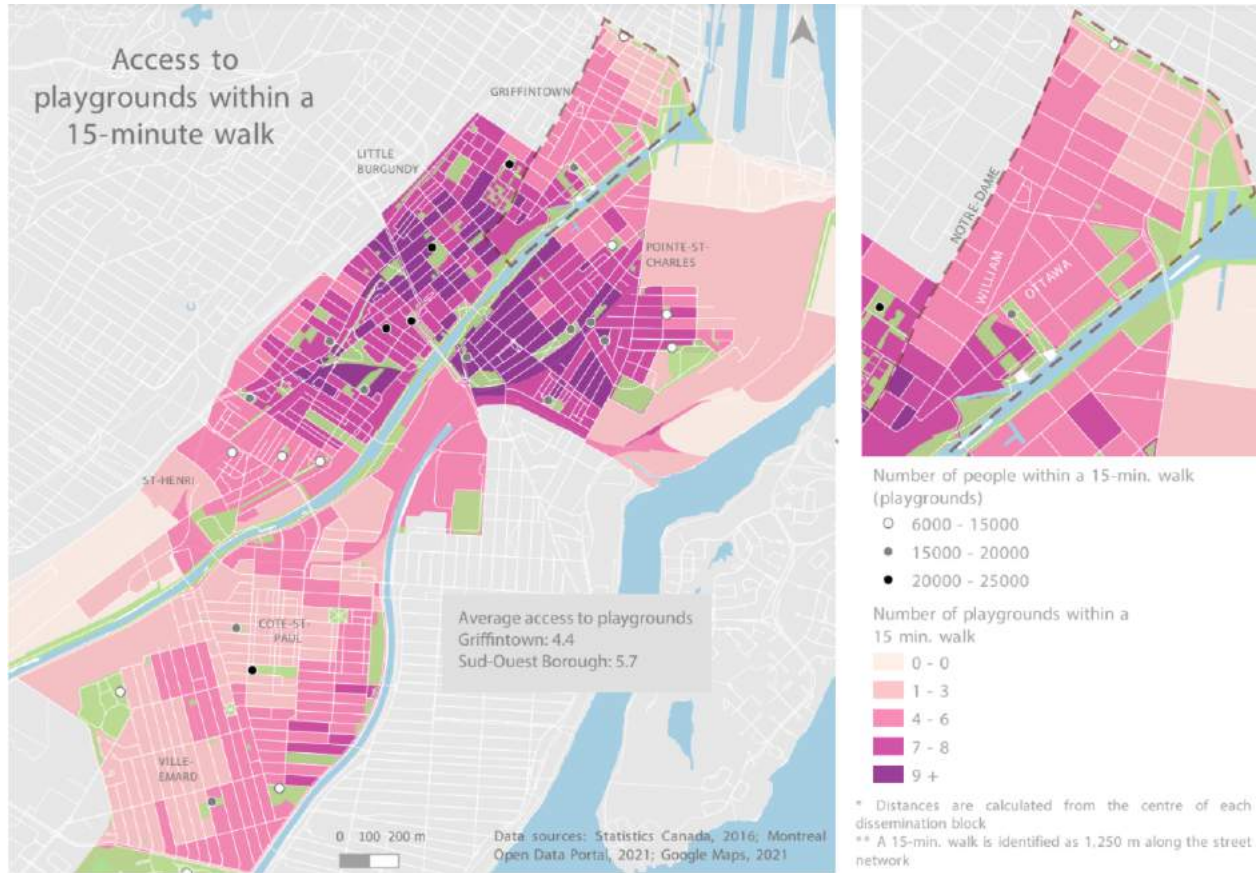 Access to
playgrounds within a
15-minute walk
GRIFFINTOWN
LITTLE
BURGUNDY
POINTE-ST-
CHARLES
ST-HENRI
COTE-ST-
PAUL
VILLE-
EMARD
Average access to playgrounds
Griffintown: 4.4
Sud-Ouest Borough: 5.7
0 100 200 m
Data sources: Statistics Canada, 2016; Montreal
Open Data Portal, 2021; Google Maps, 2021
NOTRE-DAME
WILLIAM
OTTAWA
Number of people within a 15-min. walk
(playgrounds)
6000 - 15000
15000 - 20000
20000 - 25000
Number of playgrounds within a
15 min. walk
0 - 0
1 - 3
4 - 6
7 - 8
9 +
* Distances are calculated from the centre of each
dissemination block
** A 15-min. walk is identified as 1,250 m along the street
network